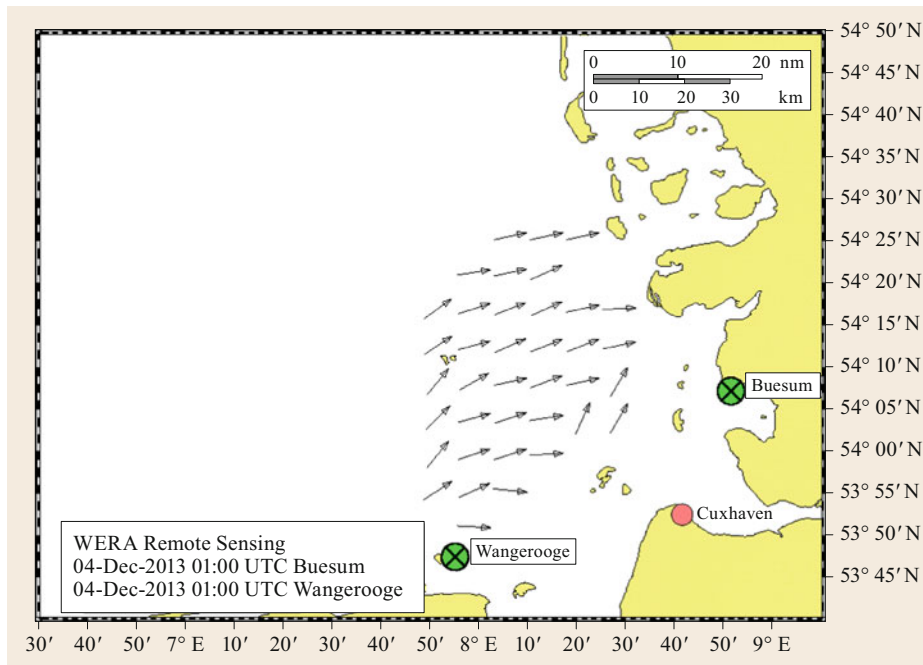 54° 50′ N
0 10 20 nm
0 10 20 30 km
54° 45′ N
54° 40′ N
54° 35′ N
54° 30′ N
54° 25′ N
54° 20′ N
54° 15′ N
54° 10′ N
Buesum
54° 05′ N
54° 00′ N
53° 55′ N
Cuxhaven
53° 50′ N
Wangerooge
WERA Remote Sensing
04-Dec-2013 01:00 UTC Buesum
04-Dec-2013 01:00 UTC Wangerooge
53° 45′ N
30′ 40′ 50′ 7° E 10′ 20′ 30′ 40′ 50′ 8° E 10′ 20′ 30′ 40′ 50′ 9° E